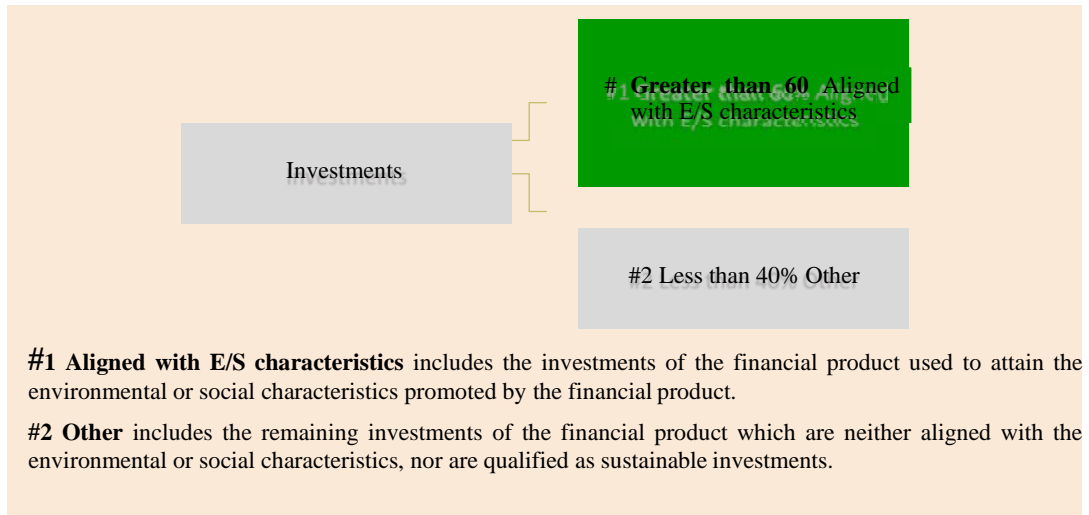 # Greater than 60 Aligned
with E/S characteristics
Investments
#2 Less than 40% Other
#1 Aligned with E/S characteristics includes the investments of the financial product used to attain the
environmental or social characteristics promoted by the financial product.
#2 Other includes the remaining investments of the financial product which are neither aligned with the
environmental or social characteristics, nor are qualified as sustainable investments.